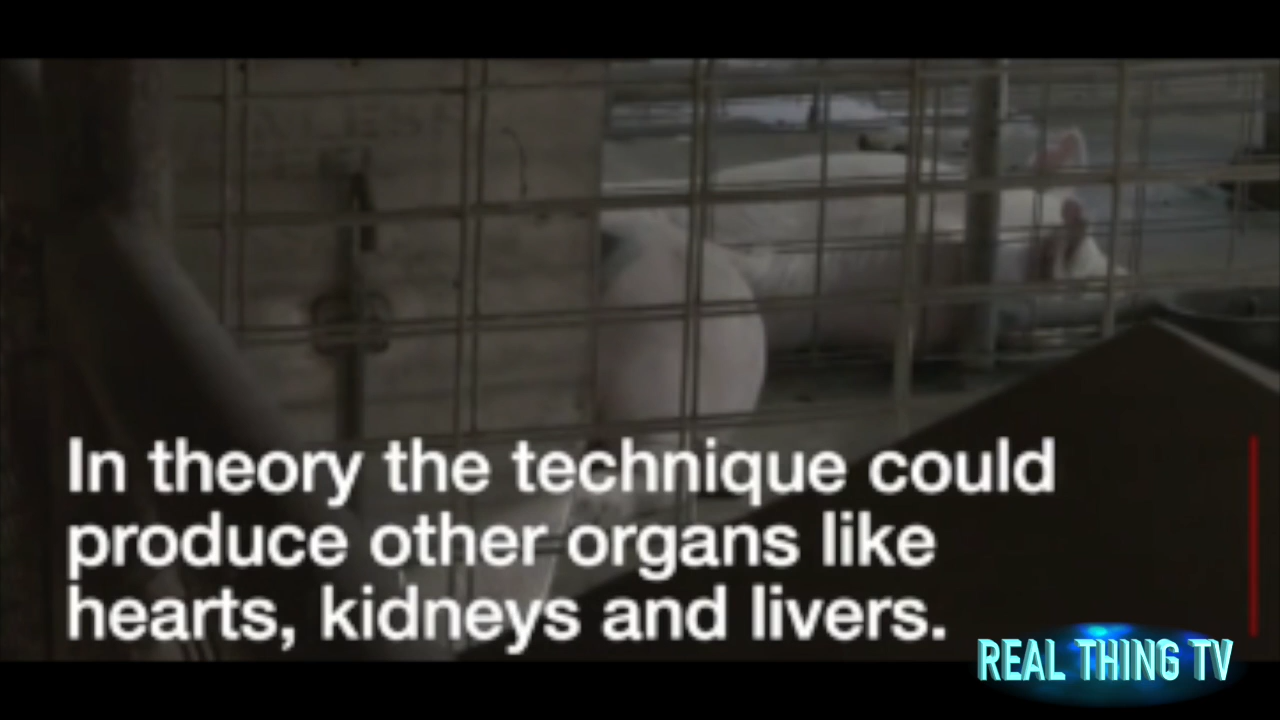 In theory the technique could
produce other organs like
hearts, kidneys and livers.
REAL THING TV